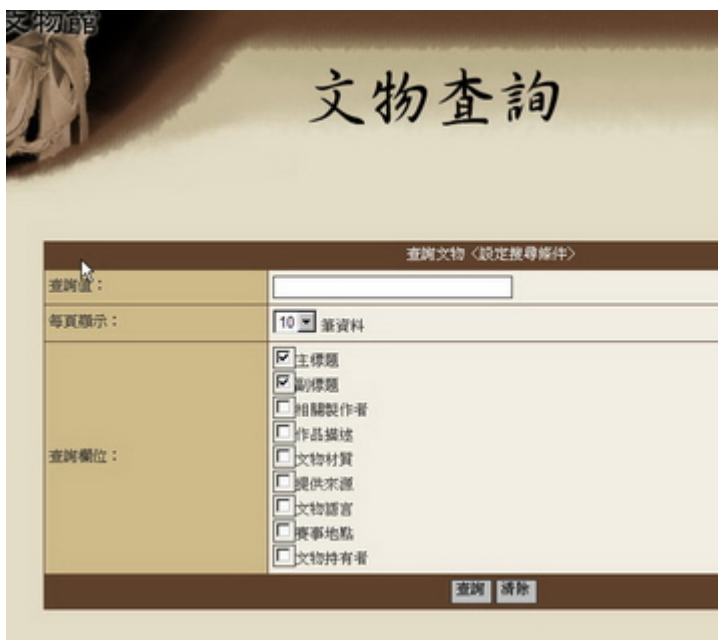 文物館
文物查詢
查詢文物〈設定搜尋條件〉
查詢值：
每頁顯示： 10 筆資料
查詢欄位：
主標題
副標題
相關製作者
作品描述
文物材質
提供來源
文物語言
賽事地點
文物持有者
查詢 清除